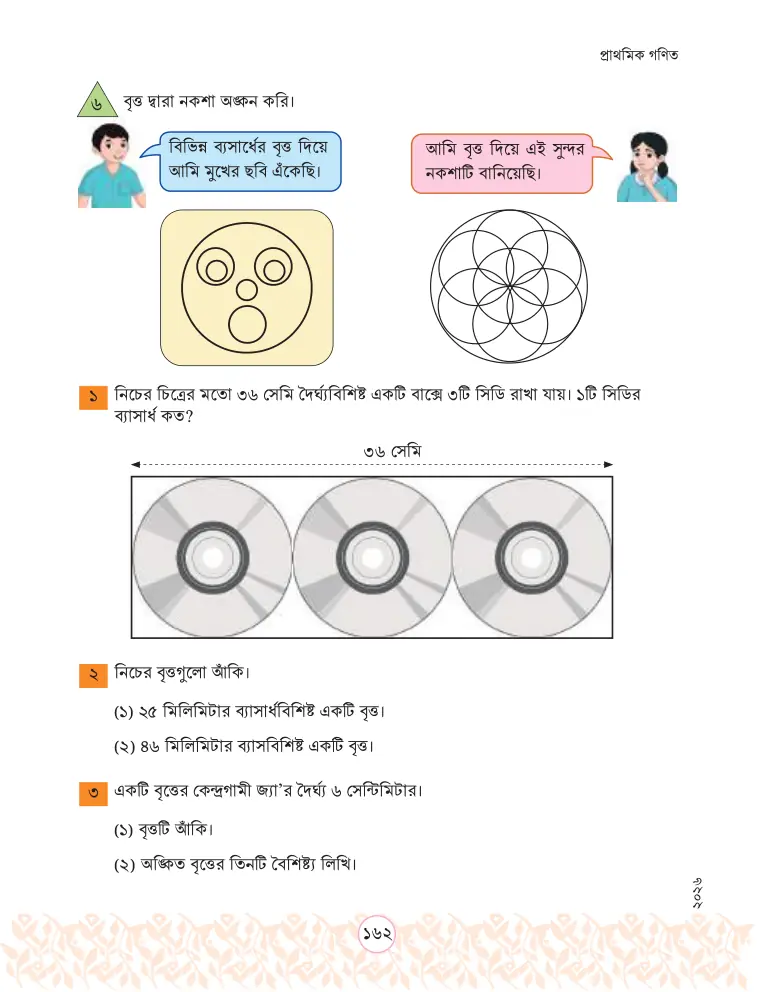 প্রাথমিক গণিত
৬ বৃত্ত দ্বারা নকশা অঙ্কন করি।
বিভিন্ন ব্যসার্ধের বৃত্ত দিয়ে
আমি মুখের ছবি এঁকেছি।
আমি বৃত্ত দিয়ে এই সুন্দর
নকশাটি বানিয়েছি।
১ নিচের চিত্রের মতো ৩৬ সেমি দৈর্ঘ্যবিশিষ্ট একটি বাক্সে ৩টি সিডি রাখা যায়। ১টি সিডির
ব্যাসার্ধ কত?
৩৬ সেমি
২ নিচের বৃত্তগুলো আঁকি।
(১) ২৫ মিলিমিটার ব্যাসার্ধবিশিষ্ট একটি বৃত্ত।
(২) ৪৬ মিলিমিটার ব্যাসবিশিষ্ট একটি বৃত্ত।
৩ একটি বৃত্তের কেন্দ্রগামী জ্যা’র দৈর্ঘ্য ৬ সেন্টিমিটার।
(১) বৃত্তটি আঁকি।
(২) অঙ্কিত বৃত্তের তিনটি বৈশিষ্ট্য লিখি।
২০২৬
১৬২